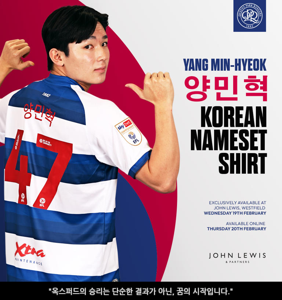 YANG MIN-HYEOK
양민혁
KOREAN
NAMESET
SHIRT
양민혁
47
EXCLUSIVELY AVAILABLE AT
JOHN LEWIS, WESTFIELD
WEDNESDAY 19TH FEBRUARY
AVAILABLE ONLINE
THURSDAY 20TH FEBRUARY
JOHN LEWIS
& PARTNERS
"옥스퍼드의 승리는 단순한 결과가 아닌, 꿈의 시작입니다."